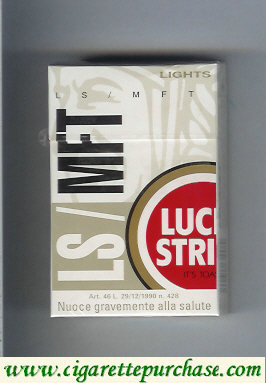 LIGHTS
LS / MFT
LS/MFT
LUC
STRI
IT'S TOA
Art. 46 L. 29/12/1990 n. 428
Nuoce gravemente alla salute
www.cigarettepurchase.com